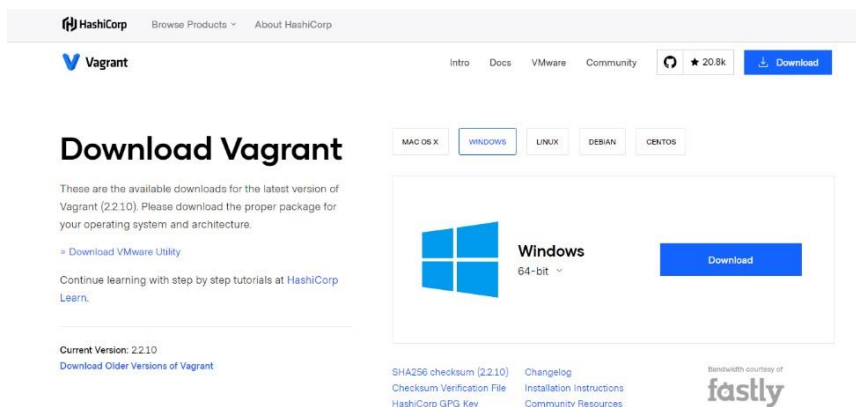 HashiCorp Browse Products About HashiCorp
Vagrant Intro Docs VMware Community 20.8k Download
Download Vagrant
These are the available downloads for the latest version of
Vagrant (2.2.10). Please download the proper package for
your operating system and architecture.
» Download VMware Utility
Continue learning with step by step tutorials at HashiCorp
Learn.
Current Version: 2.2.10
Download Older Versions of Vagrant
MAC OS X WINDOWS LINUX DEBIAN CENTOS
Windows
64-bit
Download
SHA256 checksum (2.2.10) Changelog
Checksum Verification File Installation Instructions
HashiCorp GPG Key Community Resources
Bandwidth courtesy of
fastly